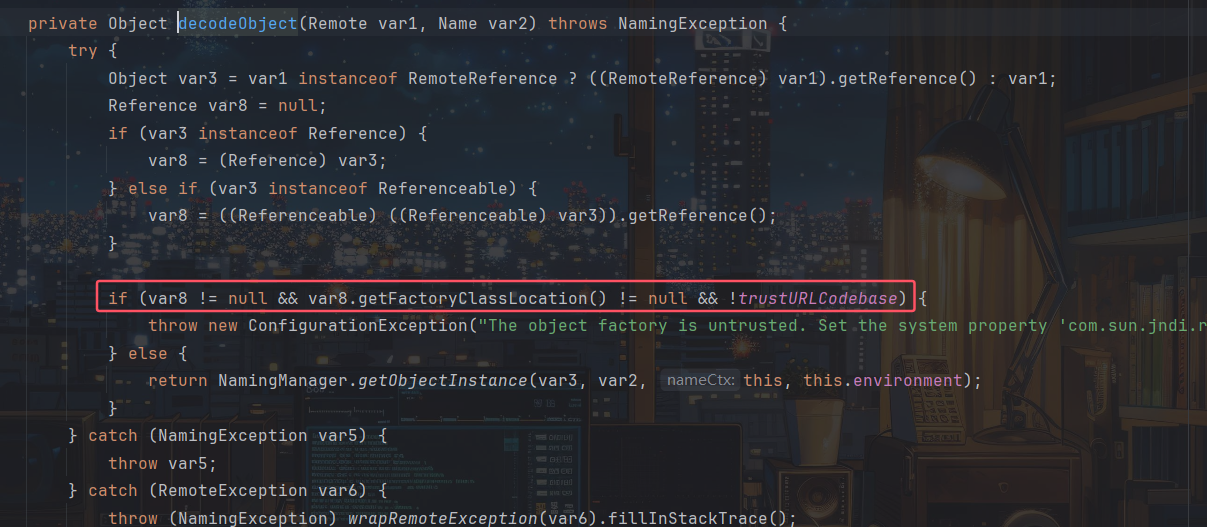 private Object decodeObject(Remote var1, Name var2) throws NamingException {
try {
Object var3 = var1 instanceof RemoteReference ? ((RemoteReference) var1).getReference() : var1;
Reference var8 = null;
if (var3 instanceof Reference) {
var8 = (Reference) var3;
} else if (var3 instanceof Referenceable) {
var8 = ((Referenceable) ((Referenceable) var3)).getReference();
}
if (var8 != null && var8.getFactoryClassLocation() != null && !trustURLCodebase) {
throw new ConfigurationException("The object factory is untrusted. Set the system property 'com.sun.jndi.r
} else {
return NamingManager.getObjectInstance(var3, var2, nameCtx: this, this.environment);
}
} catch (NamingException var5) {
throw var5;
} catch (RemoteException var6) {
throw (NamingException) wrapRemoteException(var6).fillInStackTrace();